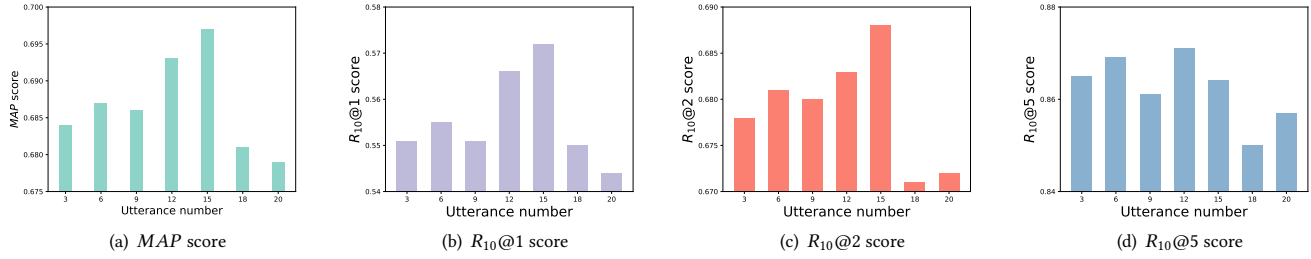 0.700
0.695
0.690
0.685
0.680
0.675
MAP score
3 6 9 12 15 18 20
Utterance number
(a) MAP score
0.58
0.57
0.56
0.55
0.54
R10@1 score
3 6 9 12 15 18 20
Utterance number
(b) R10@1 score
0.690
0.685
0.680
0.675
0.670
R10@2 score
3 6 9 12 15 18 20
Utterance number
(c) R10@2 score
0.88
0.86
0.84
R10@5 score
3 6 9 12 15 18 20
Utterance number
(d) R10@5 score